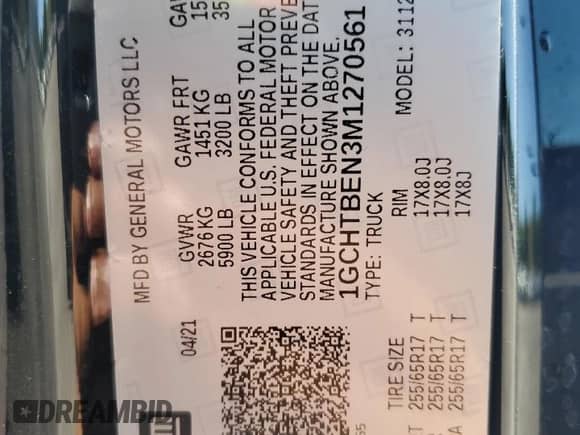 MFD BY GENERAL MOTORS LLC
04/21
GVWR
2676 KG
5900 LB
GAWR FRT
1451 KG
3200 LB
THIS VEHICLE CONFORMS TO ALL
APPLICABLE U.S. FEDERAL MOTOR
VEHICLE SAFETY AND THEFT PREVE
STANDARDS IN EFFECT ON THE DAT
MANUFACTURE SHOWN ABOVE.
1GCHTBEN3M1270561
TYPE: TRUCK
MODEL: 3112
TIRE SIZE RIM
255/65R17 T 17X8.0J
255/65R17 T 17X8.0J
255/65R17 T 17X8J
DREAMBID.COM